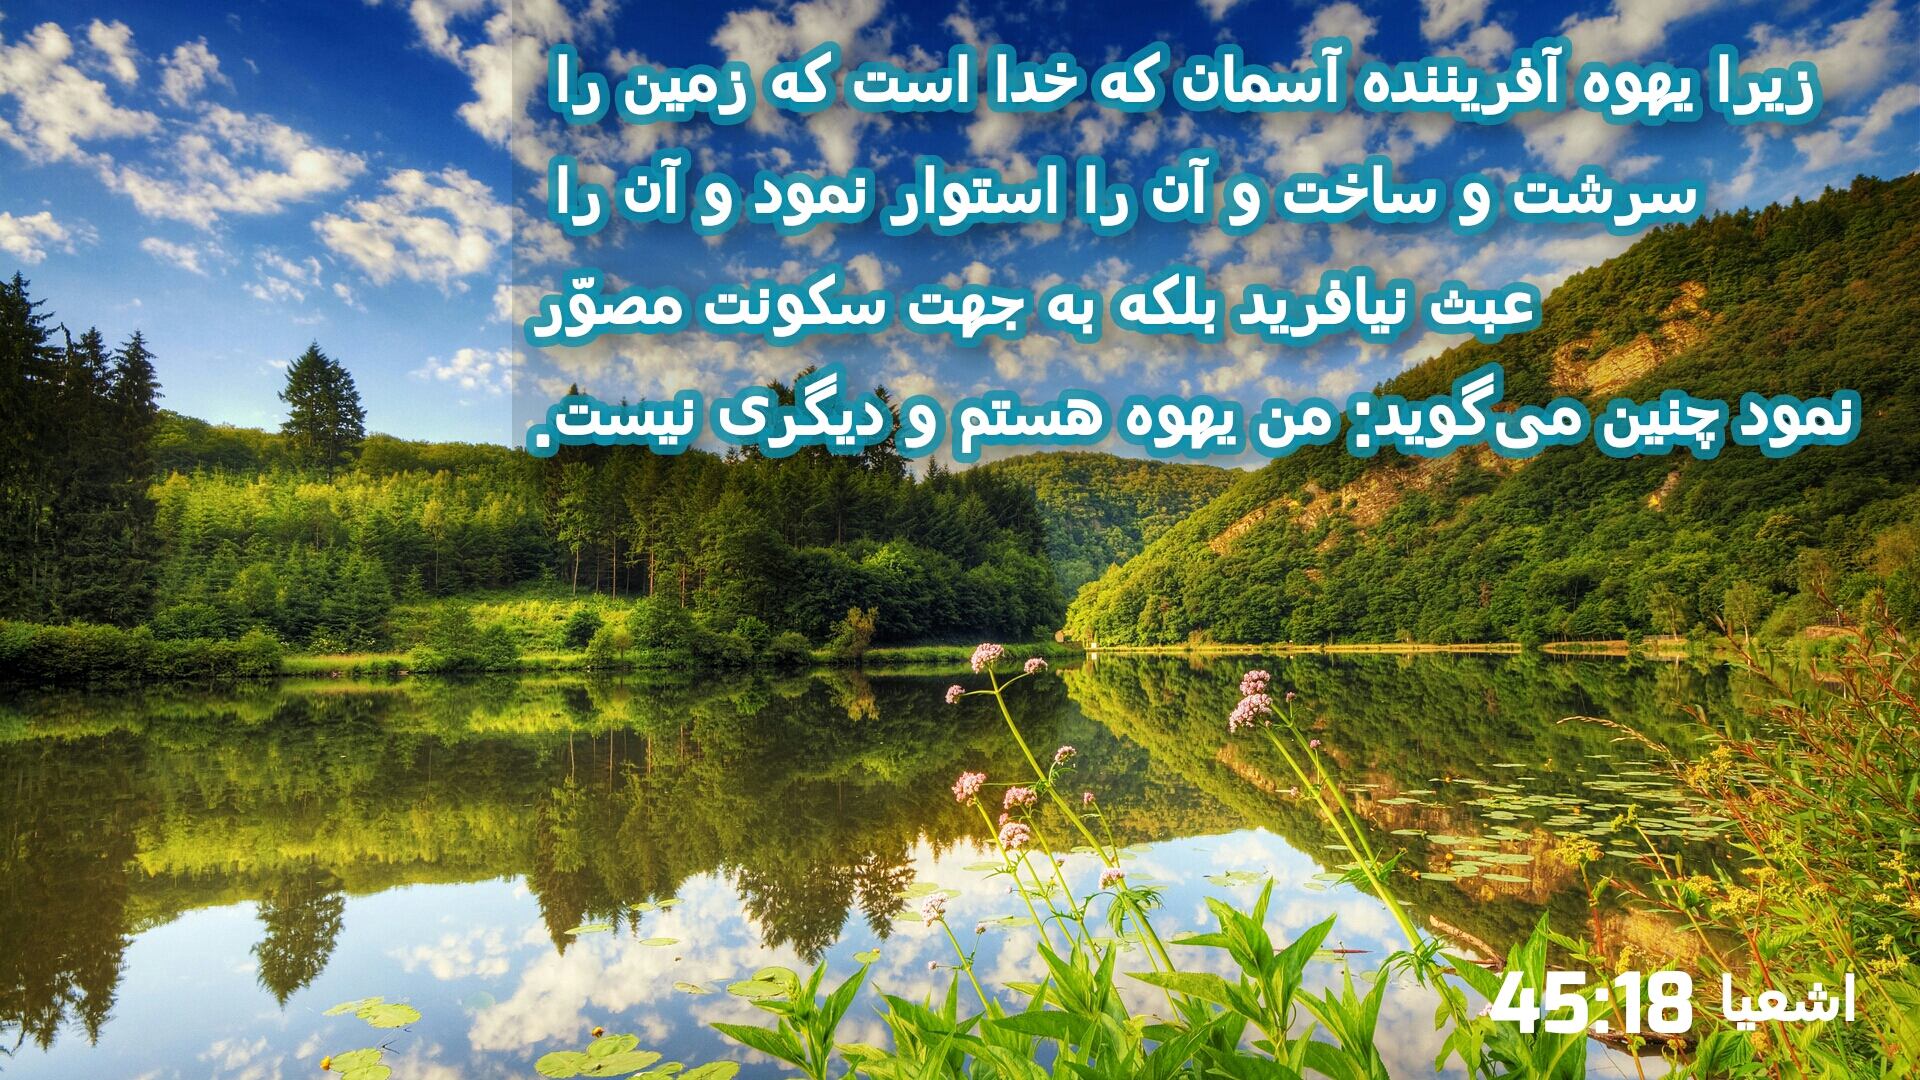 زیرا یهوه آفریننده آسمان که خدا است که زمین را
سرشت و ساخت و آن را استوار نمود و آن را
عبث نیافرید بلکه به جهت سکونت مصوّر
نمود چنین می‌گوید: من یهوه هستم و دیگری نیست.
اشعیا 45:18